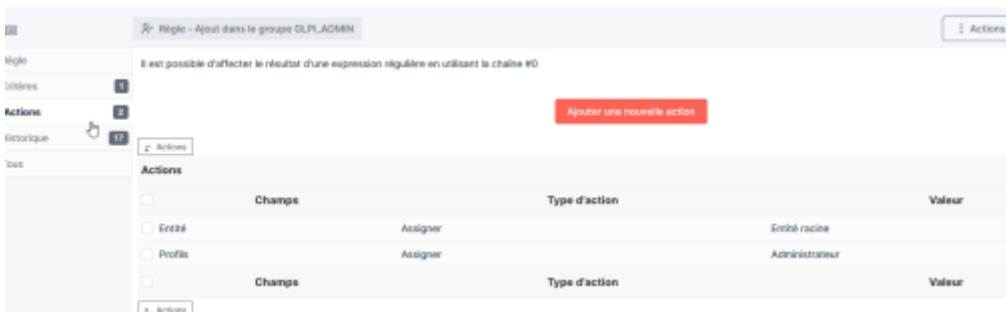 Règle - Ajout dans le groupe GLPI_ADMIN
Actions
Règle
Il est possible d'affecter le résultat d'une expression régulière en utilisant la chaîne #0
Critères 1
Actions 2
Ajouter une nouvelle action
Historique 17
Actions
Tous
Actions
Champs Type d'action Valeur
Entité Assigner Entité racine
Profils Assigner Administrateur
Champs Type d'action Valeur
Actions